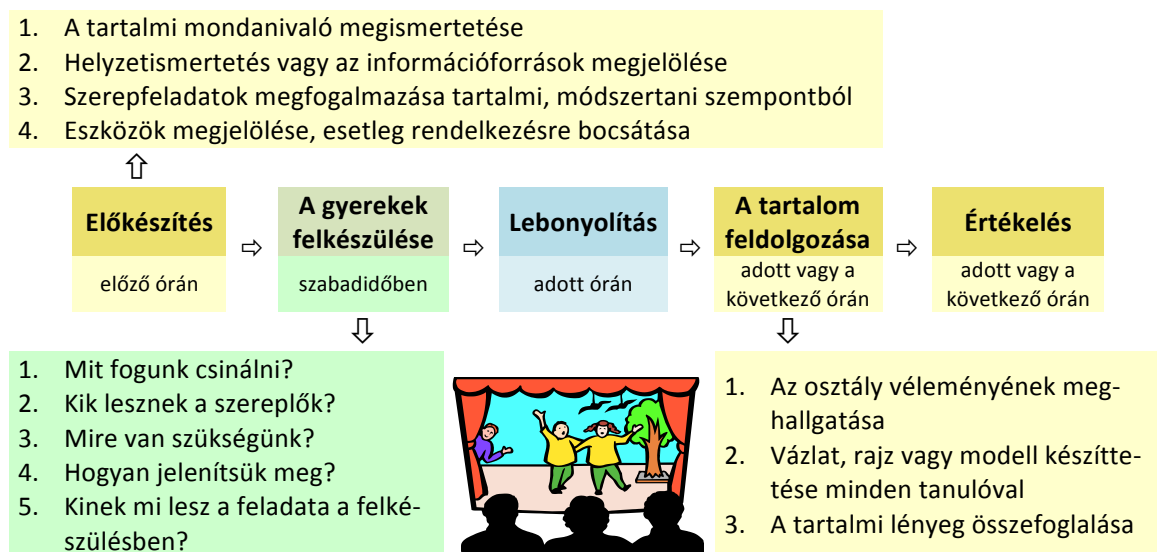 1. A tartalmi mondanivaló megismertetése
2. Helyzetismertetés vagy az információforrások megjelölése
3. Szerepfeladatok megfogalmazása tartalmi, módszertani szempontból
4. Eszközök megjelölése, esetleg rendelkezésre bocsátása
Előkészítés
előző órán
A gyerekek
felkészülése
szabadidőben
Lebonyolítás
adott órán
A tartalom
feldolgozása
adott vagy a
következő órán
Értékelés
adott vagy a
következő órán
1. Mit fogunk csinálni?
2. Kik lesznek a szereplők?
3. Mire van szükségünk?
4. Hogyan jelenítsük meg?
5. Kinek mi lesz a feladata a felké-
szülésben?
1. Az osztály véleményének meg-
hallgatása
2. Vázlat, rajz vagy modell készítte-
tése minden tanulóval
3. A tartalmi lényeg összefoglalása